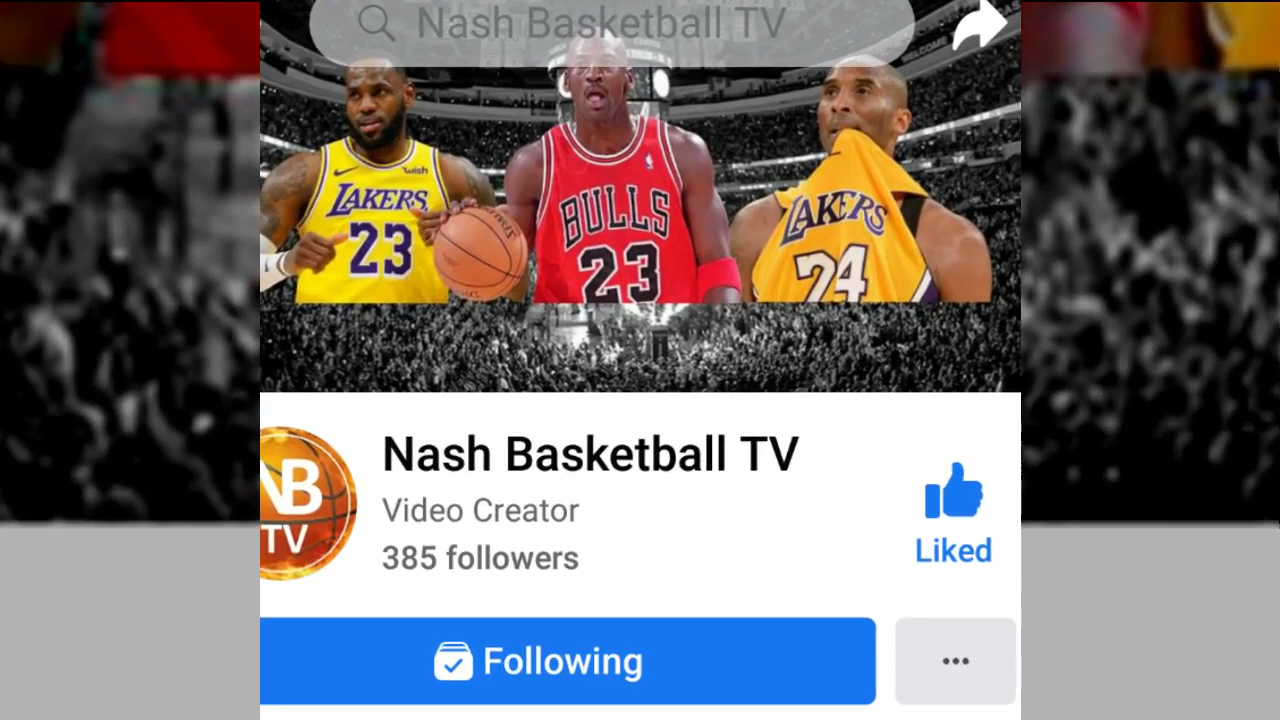 Nash Basketball TV
wish
LAKERS
23
BULLS
23
LAKERS
24
Nash Basketball TV
Video Creator
385 followers
Liked
NB
TV
Following